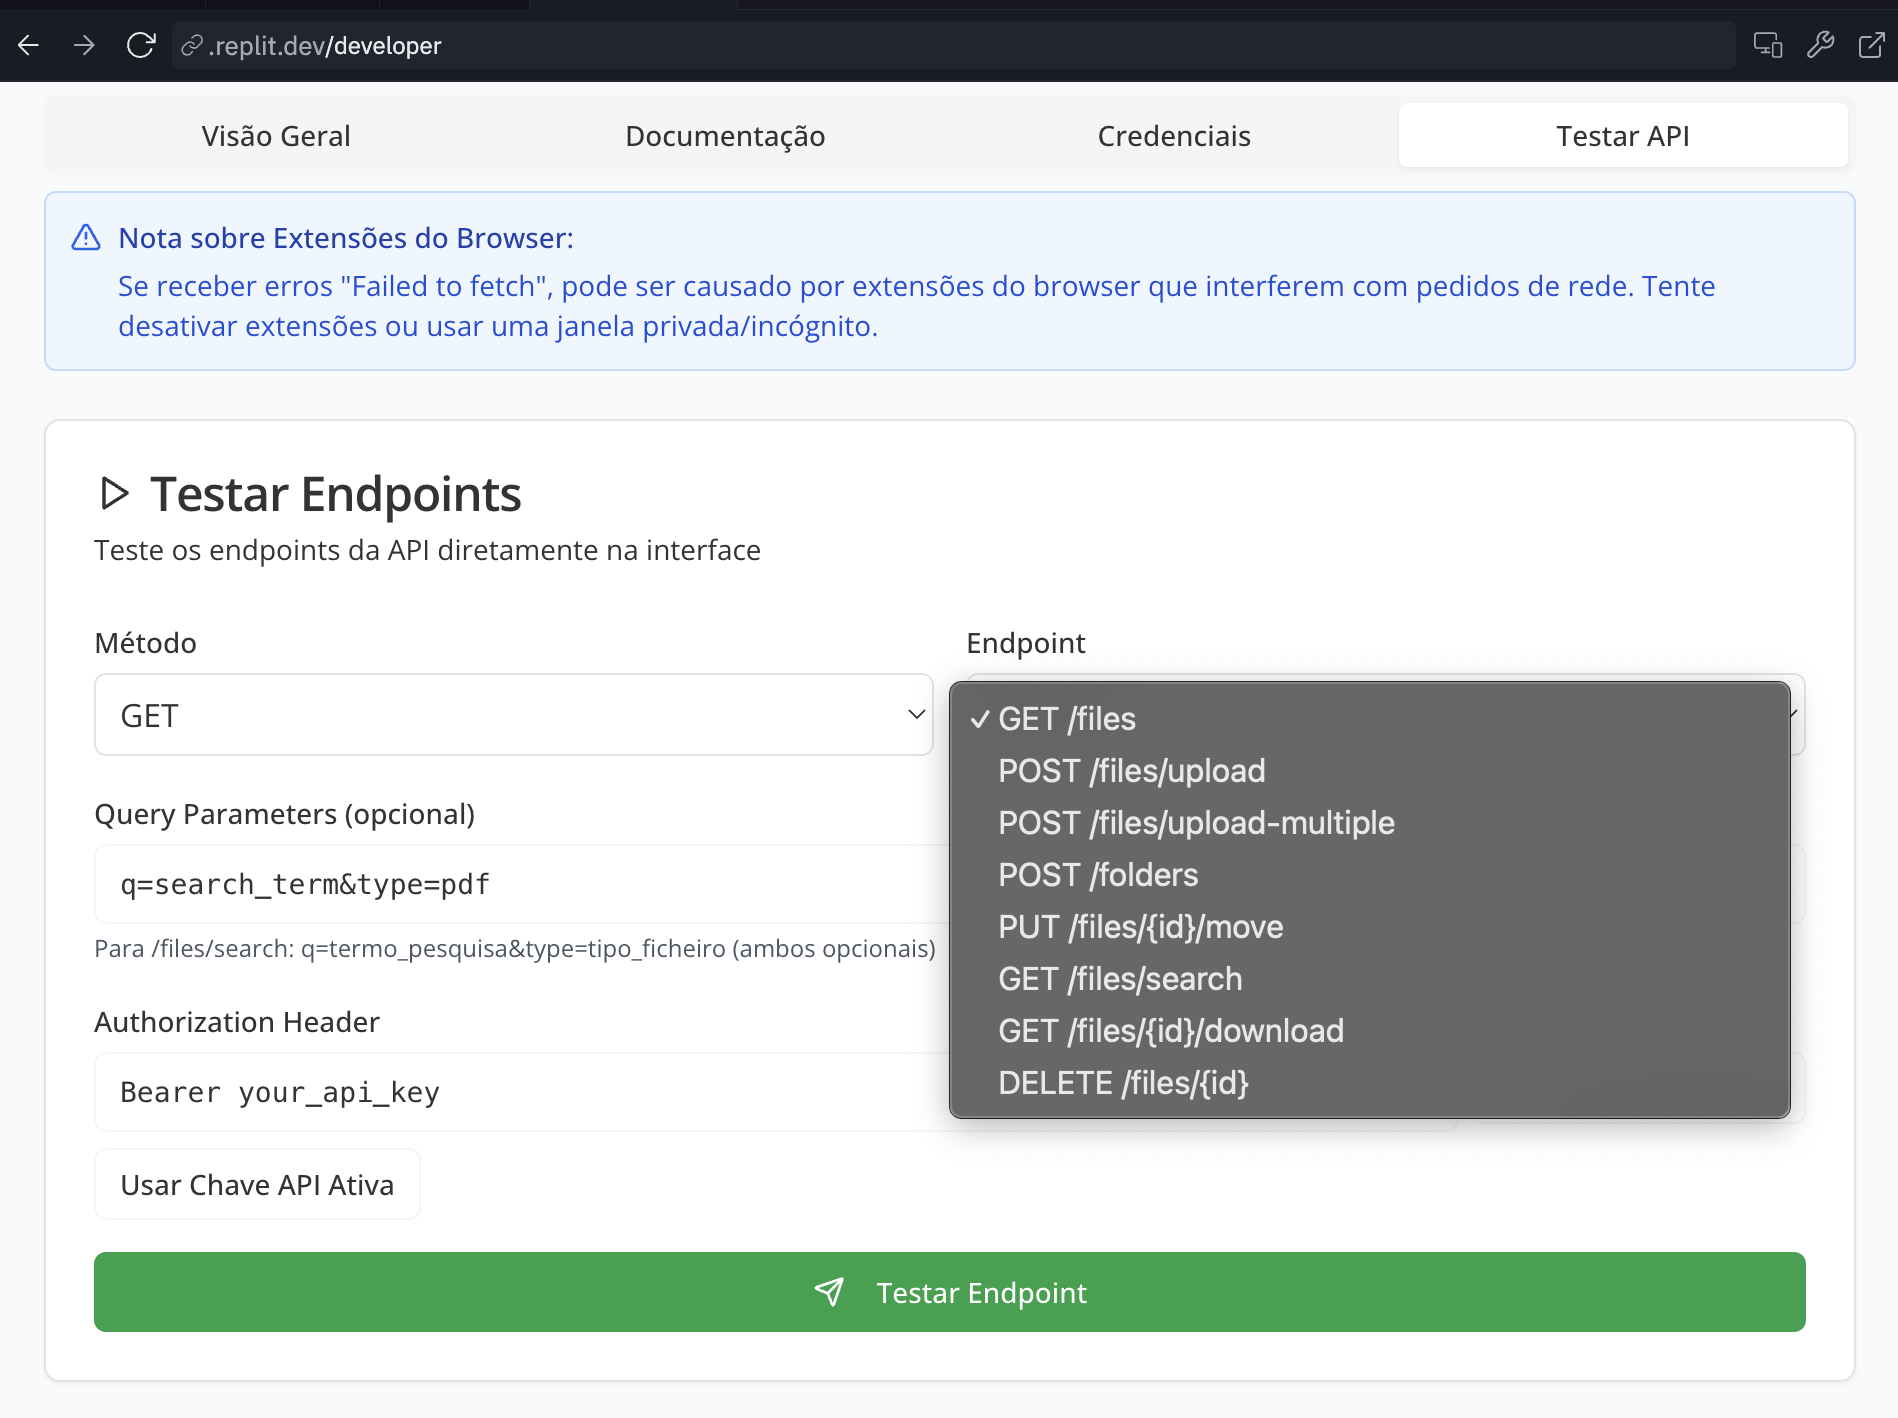 .replit.dev/developer
Visão Geral
Documentação
Credenciais
Testar API
Nota sobre Extensões do Browser:
Se receber erros "Failed to fetch", pode ser causado por extensões do browser que interferem com pedidos de rede. Tente
desativar extensões ou usar uma janela privada/incógnito.
Testar Endpoints
Teste os endpoints da API diretamente na interface
Método
GET
Endpoint
GET /files
POST /files/upload
POST /files/upload-multiple
POST /folders
PUT /files/{id}/move
GET /files/search
GET /files/{id}/download
DELETE /files/{id}
Query Parameters (opcional)
q=search_term&type=pdf
Para /files/search: q=termo_pesquisa&type=tipo_ficheiro (ambos opcionais)
Authorization Header
Bearer your_api_key
Usar Chave API Ativa
Testar Endpoint